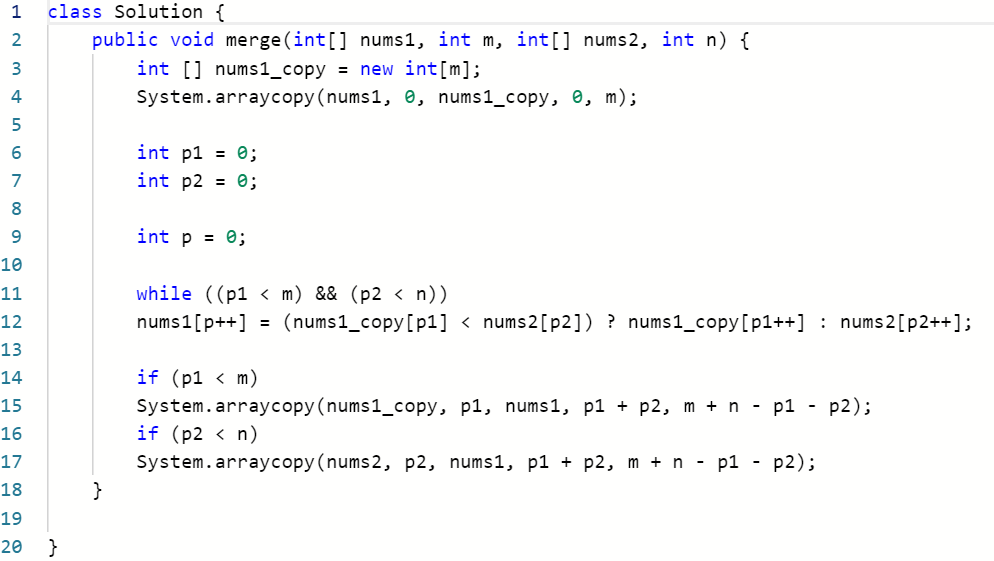 1 class Solution {
2 public void merge(int[] nums1, int m, int[] nums2, int n) {
3 int [] nums1_copy = new int[m];
4 System.arraycopy(nums1, 0, nums1_copy, 0, m);
5
6 int p1 = 0;
7 int p2 = 0;
8
9 int p = 0;
10
11 while ((p1 < m) && (p2 < n))
12 nums1[p++] = (nums1_copy[p1] < nums2[p2]) ? nums1_copy[p1++] : nums2[p2++];
13
14 if (p1 < m)
15 System.arraycopy(nums1_copy, p1, nums1, p1 + p2, m + n - p1 - p2);
16 if (p2 < n)
17 System.arraycopy(nums2, p2, nums1, p1 + p2, m + n - p1 - p2);
18 }
19
20 }